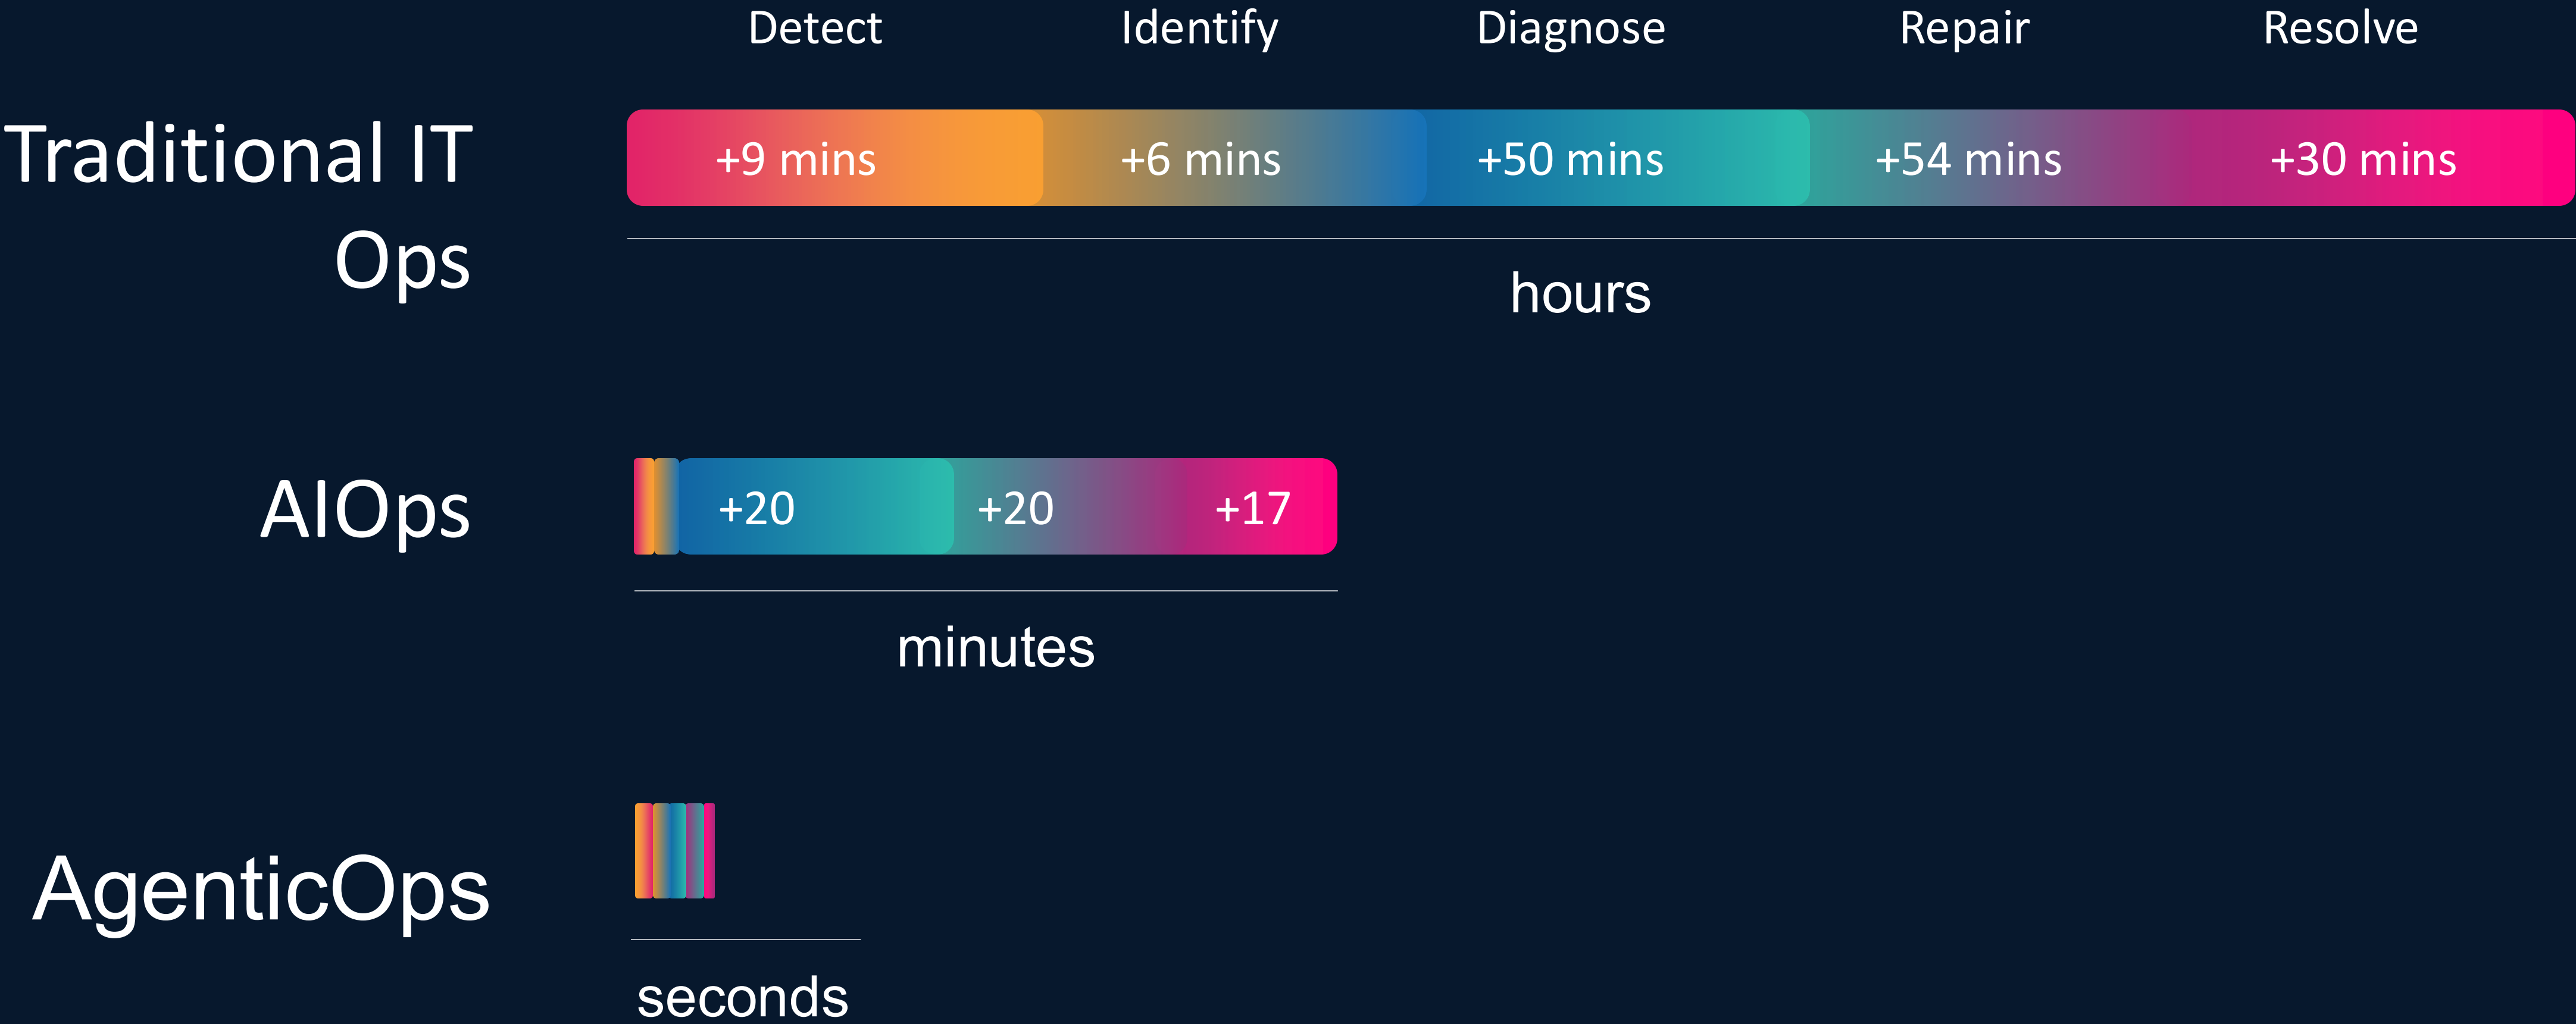 Detect Identify Diagnose Repair Resolve
Traditional IT
Ops
+9 mins +6 mins +50 mins +54 mins +30 mins
hours
AIOps
+20 +20 +17
minutes
AgenticOps
seconds